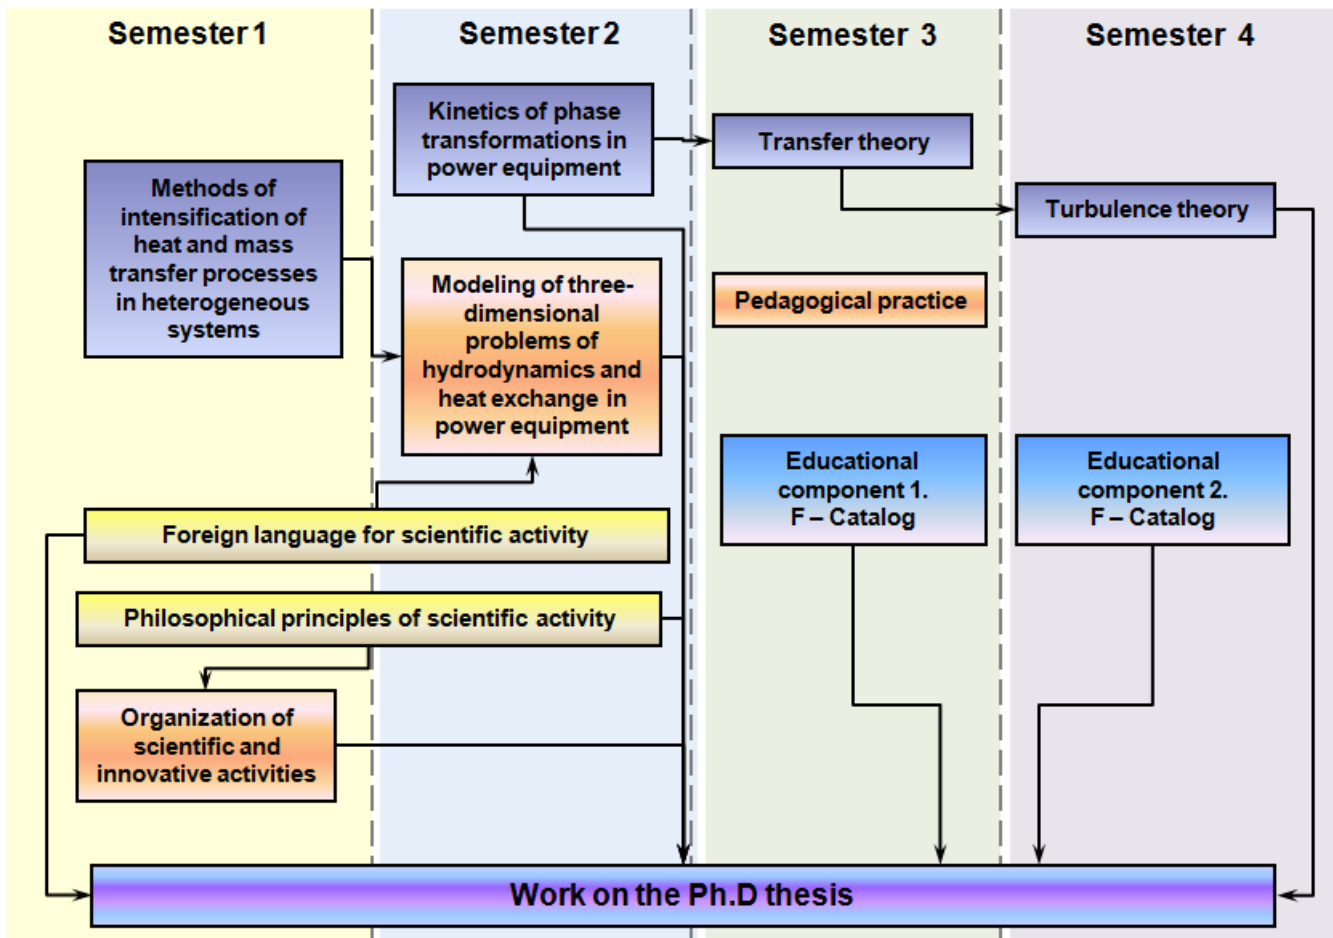 Semester 1
Semester 2
Semester 3
Semester 4
Kinetics of phase
transformations in
power equipment
Transfer theory
Methods of
intensification of
heat and mass
transfer processes
in heterogeneous
systems
Turbulence theory
Modeling of three-
dimensional
problems of
hydrodynamics and
heat exchange in
power equipment
Pedagogical practice
Educational
component 1.
F – Catalog
Educational
component 2.
F – Catalog
Foreign language for scientific activity
Philosophical principles of scientific activity
Organization of
scientific and
innovative activities
Work on the Ph.D thesis